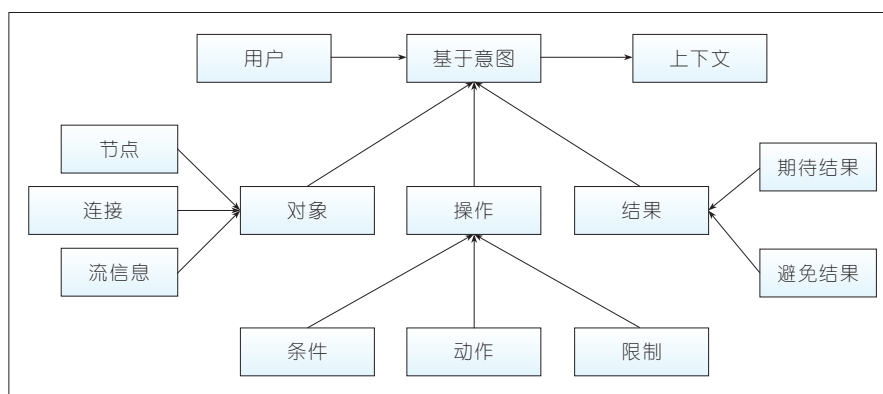 用户
基于意图
上下文
节点
期待结果
连接
对象
操作
结果
流信息
避免结果
条件
动作
限制